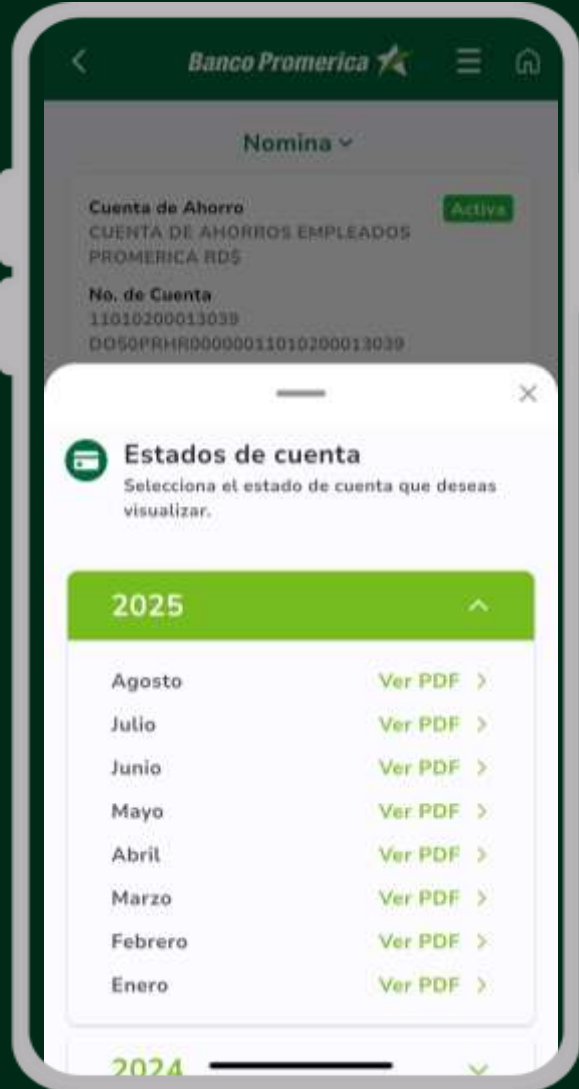 Banco Promerica
Nomina
Cuenta de Ahorro
Activa
CUENTA DE AHORROS EMPLEADOS
PROMERICA RD$
No. de Cuenta
11010200013039
DO50PRHR00000011010200013039
Estados de cuenta
Selecciona el estado de cuenta que deseas
visualizar.
2025
Agosto Ver PDF
Julio Ver PDF
Junio Ver PDF
Mayo Ver PDF
Abril Ver PDF
Marzo Ver PDF
Febrero Ver PDF
Enero Ver PDF
2024